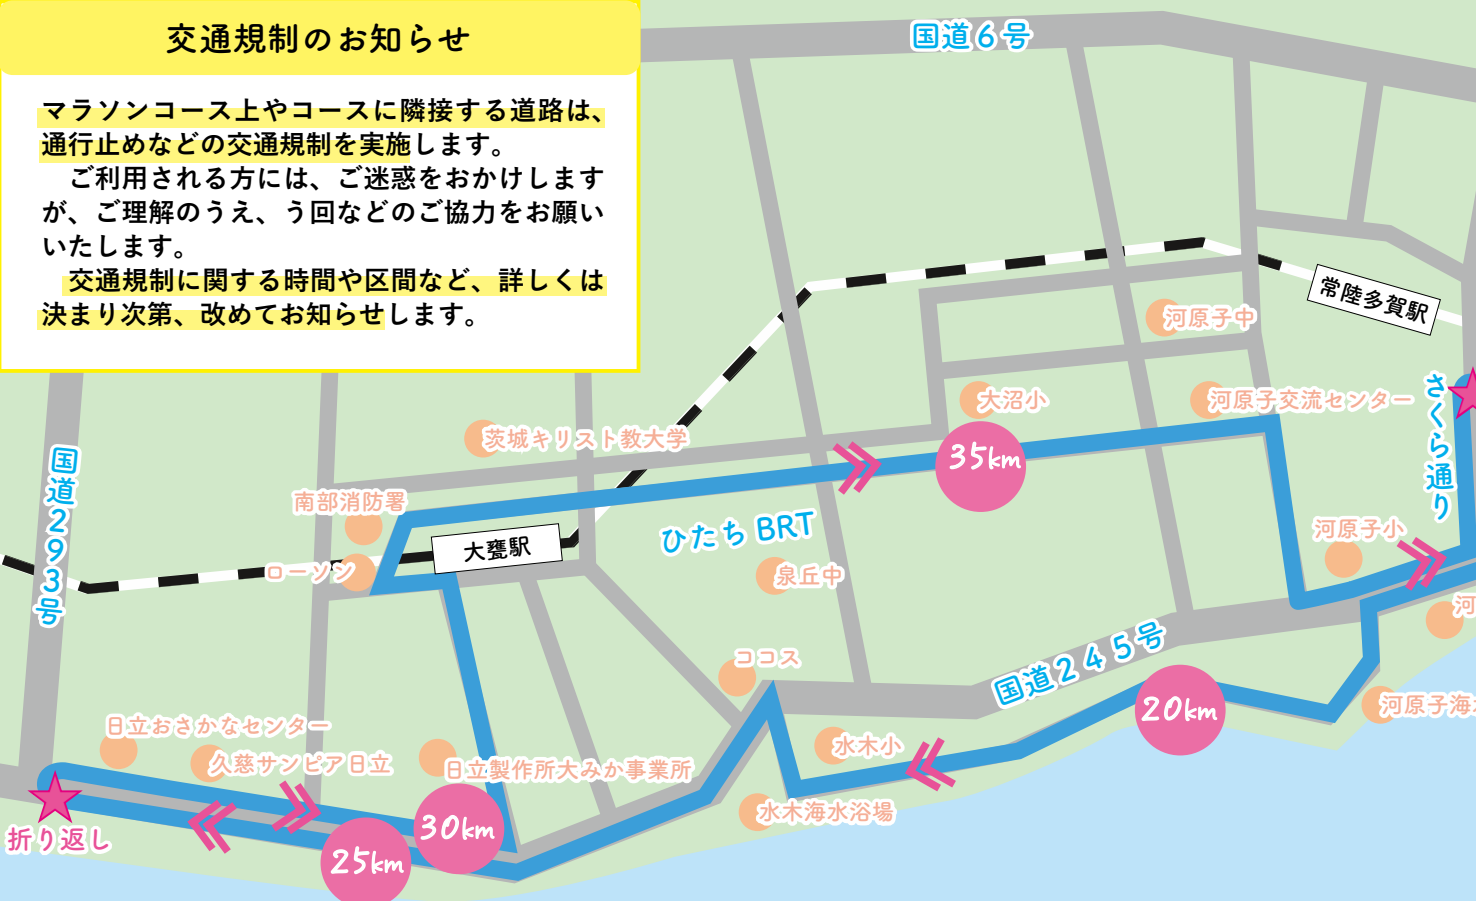 交通規制のお知らせ
マラソンコース上やコースに隣接する道路は、
通行止めなどの交通規制を実施します。
　ご利用される方には、ご迷惑をおかけします
が、ご理解のうえ、う回などのご協力をお願い
いたします。
　交通規制に関する時間や区間など、詳しくは
決まり次第、改めてお知らせします。
国道６号
常陸多賀駅
河原子中
大沼小
河原子交流センター
さくら通り
茨城キリスト教大学
35km
国道２９３号
南部消防署
ひたちBRT
河原子小
大甕駅
ローソン
泉丘中
河
国道２４５号
ココス
20km
河原子海水
日立おさかなセンター
久慈サンピア日立
日立製作所大みか事業所
水木小
水木海水浴場
30km
折り返し
25km